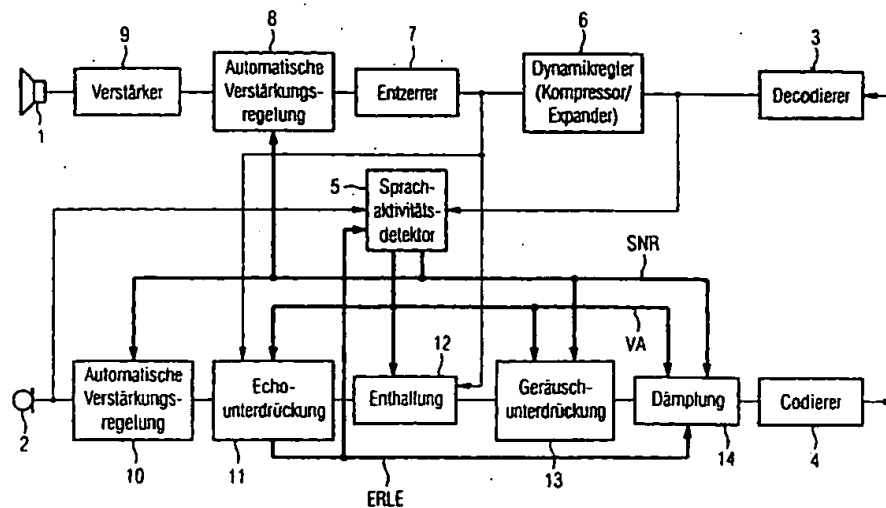 9
8
7
6
3
Verstärker
Automatische
Verstärkungs-
regelung
Entzerrer
Dynamikregler
(Kompressor/
Expander)
Decodierer
1
5
Sprach-
aktivitäts-
detektor
SNR
VA
12
Automatische
Verstärkungs-
regelung
Echo-
unterdrückung
Enthallung
Geräusch-
unterdrückung
Dämpfung
Codierer
2
10
11
13
14
4
ERLE